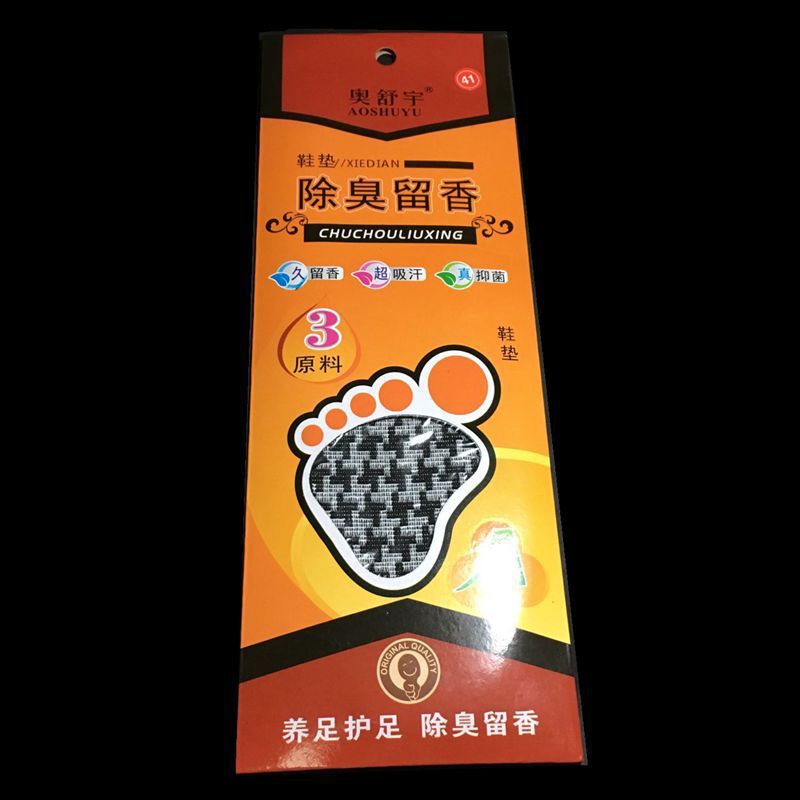 41
奥舒宇®
AOSHUYU
鞋垫//XIEDIAN
除臭留香
CHUCHOULIUXING
久留香 超吸汗 真抑菌
3
原料
鞋垫
ORIGINAL QUALITY
养足护足 除臭留香